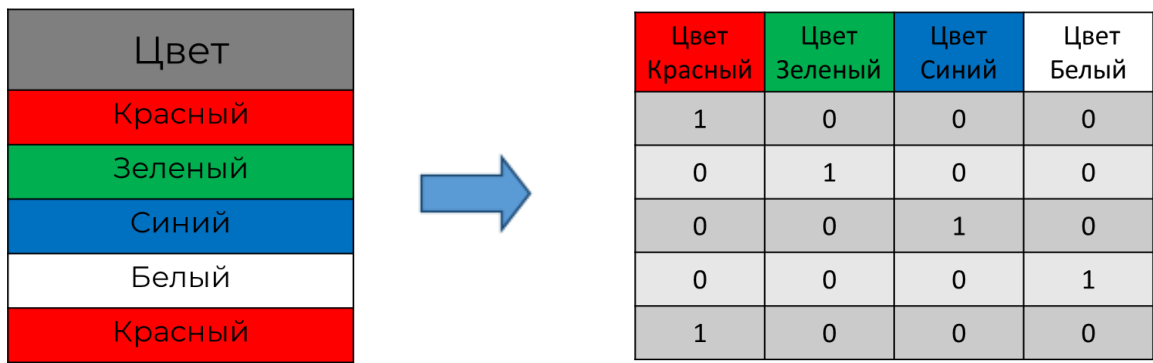 Цвет
Красный
Зеленый
Синий
Белый
Красный
Цвет Цвет Цвет Цвет
Красный Зеленый Синий Белый
1 0 0 0
0 1 0 0
0 0 1 0
0 0 0 1
1 0 0 0